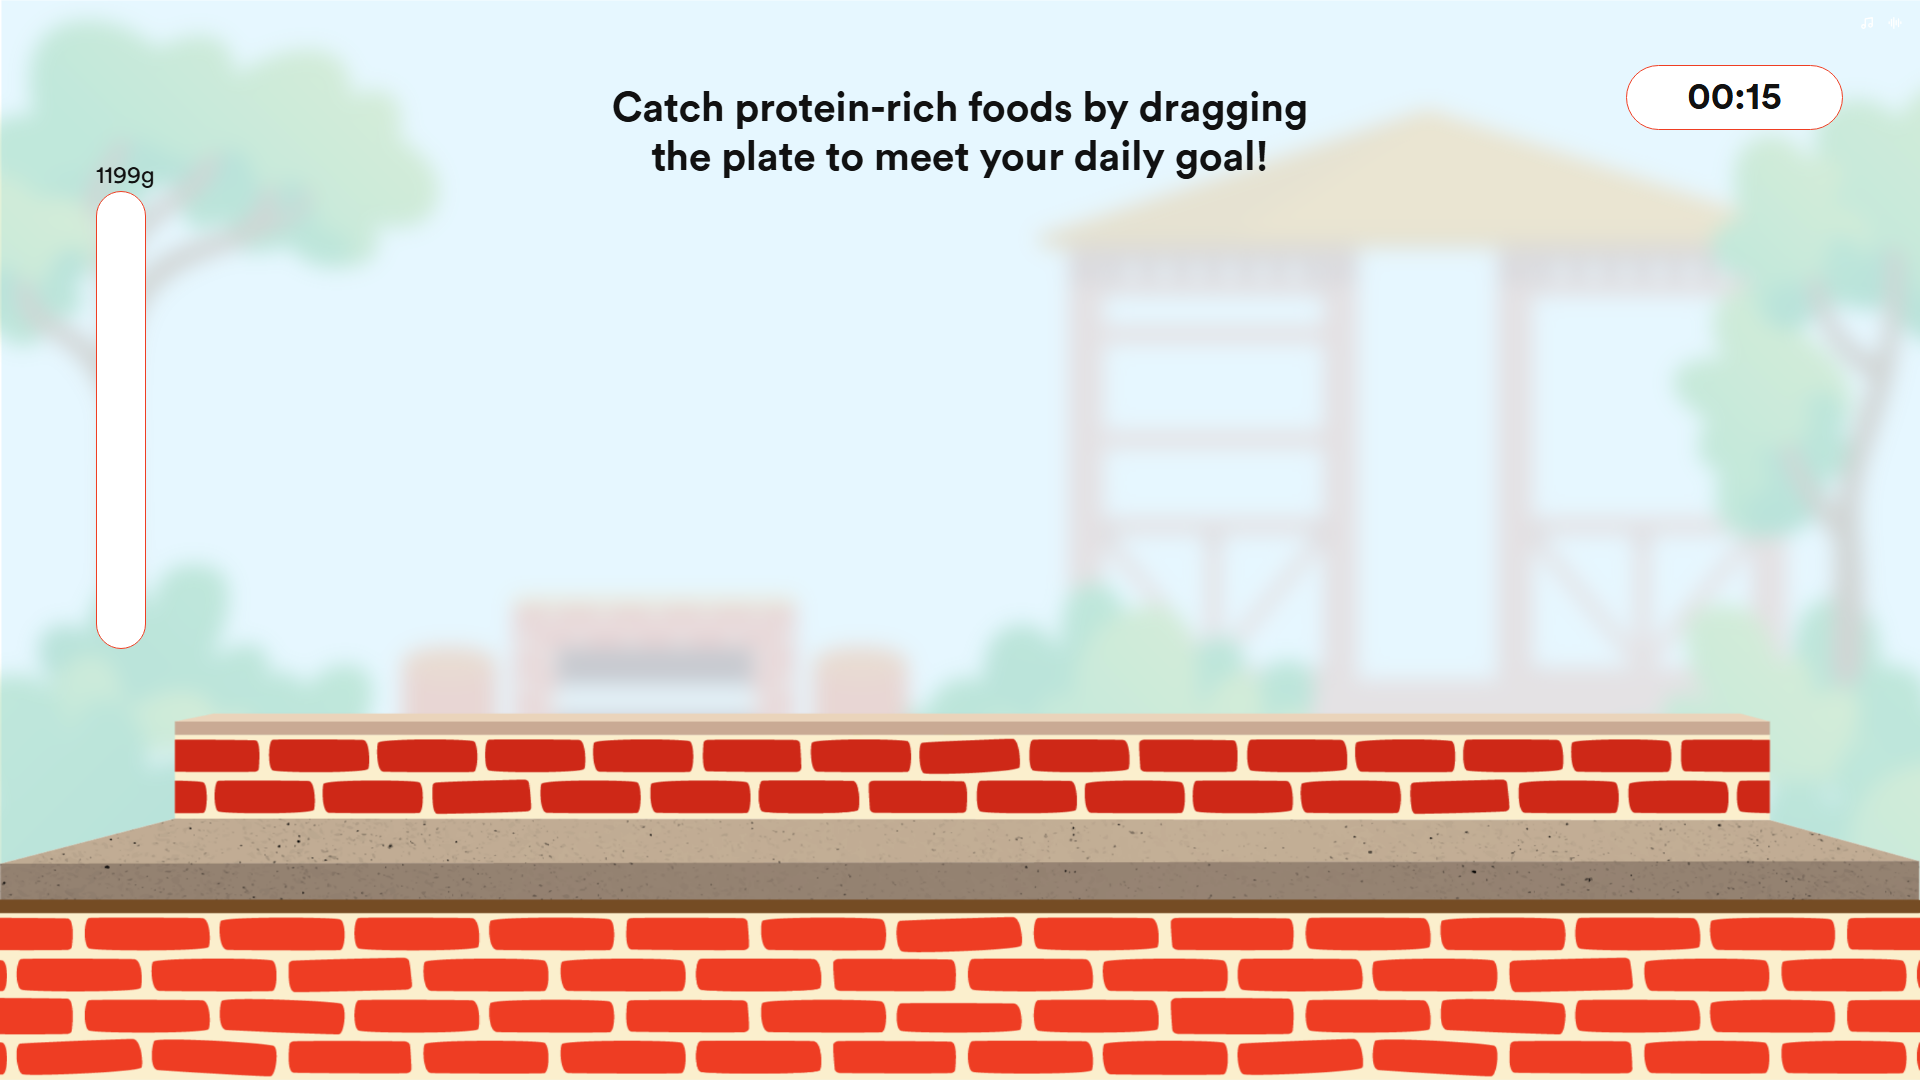 Catch protein-rich foods by dragging
the plate to meet your daily goal!
00:15
1199g